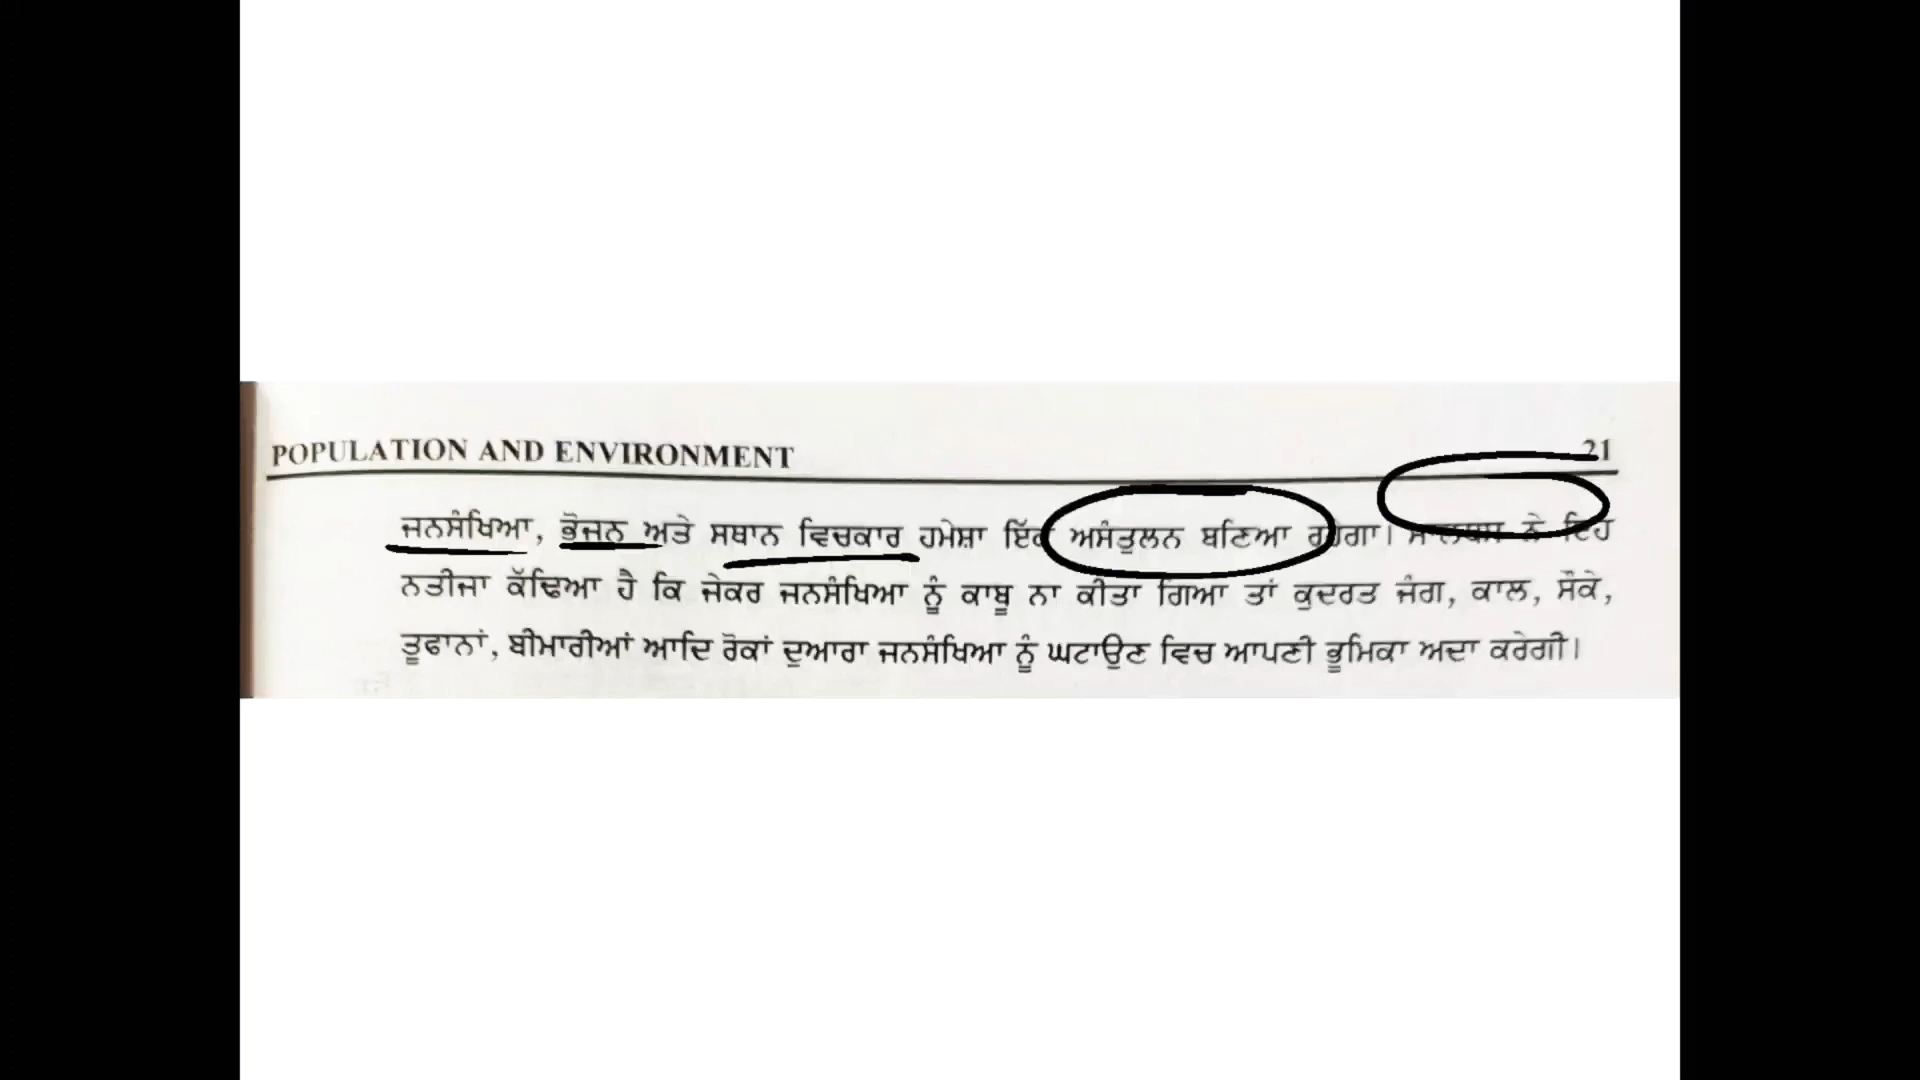 POPULATION AND ENVIRONMENT 21
ਜਨਸੰਖਿਆ, ਭੋਜਨ ਅਤੇ ਸਥਾਨ ਵਿਚਕਾਰ ਹਮੇਸ਼ਾ ਇੱਕ ਅਸੰਤੁਲਨ ਬਣਿਆ ਰਹੇਗਾ। ਮਾਲਥਸ ਨੇ ਇਹ
ਨਤੀਜਾ ਕੱਢਿਆ ਹੈ ਕਿ ਜੇਕਰ ਜਨਸੰਖਿਆ ਨੂੰ ਕਾਬੂ ਨਾ ਕੀਤਾ ਗਿਆ ਤਾਂ ਕੁਦਰਤ ਜੰਗ, ਕਾਲ, ਸੌਕੇ,
ਤੂਫਾਨਾਂ, ਬੀਮਾਰੀਆਂ ਆਦਿ ਰੋਕਾਂ ਦੁਆਰਾ ਜਨਸੰਖਿਆ ਨੂੰ ਘਟਾਉਣ ਵਿਚ ਆਪਣੀ ਭੂਮਿਕਾ ਅਦਾ ਕਰੇਗੀ।